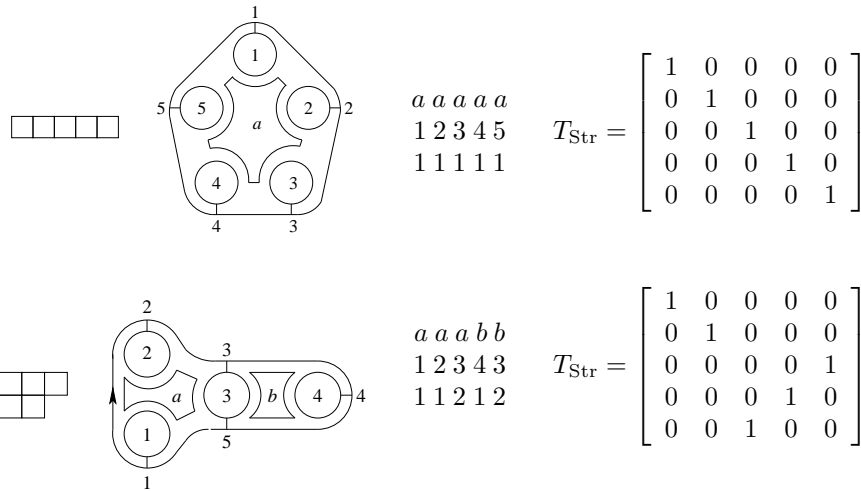 1
1
5 5 2 2
a
4 3
4 3
a a a a a
1 2 3 4 5
1 1 1 1 1
T_Str =
1 0 0 0 0
0 1 0 0 0
0 0 1 0 0
0 0 0 1 0
0 0 0 0 1
2
2
3
a 3 b 4 4
1
5
1
a a a b b
1 2 3 4 3
1 1 2 1 2
T_Str =
1 0 0 0 0
0 1 0 0 0
0 0 0 0 1
0 0 0 1 0
0 0 1 0 0